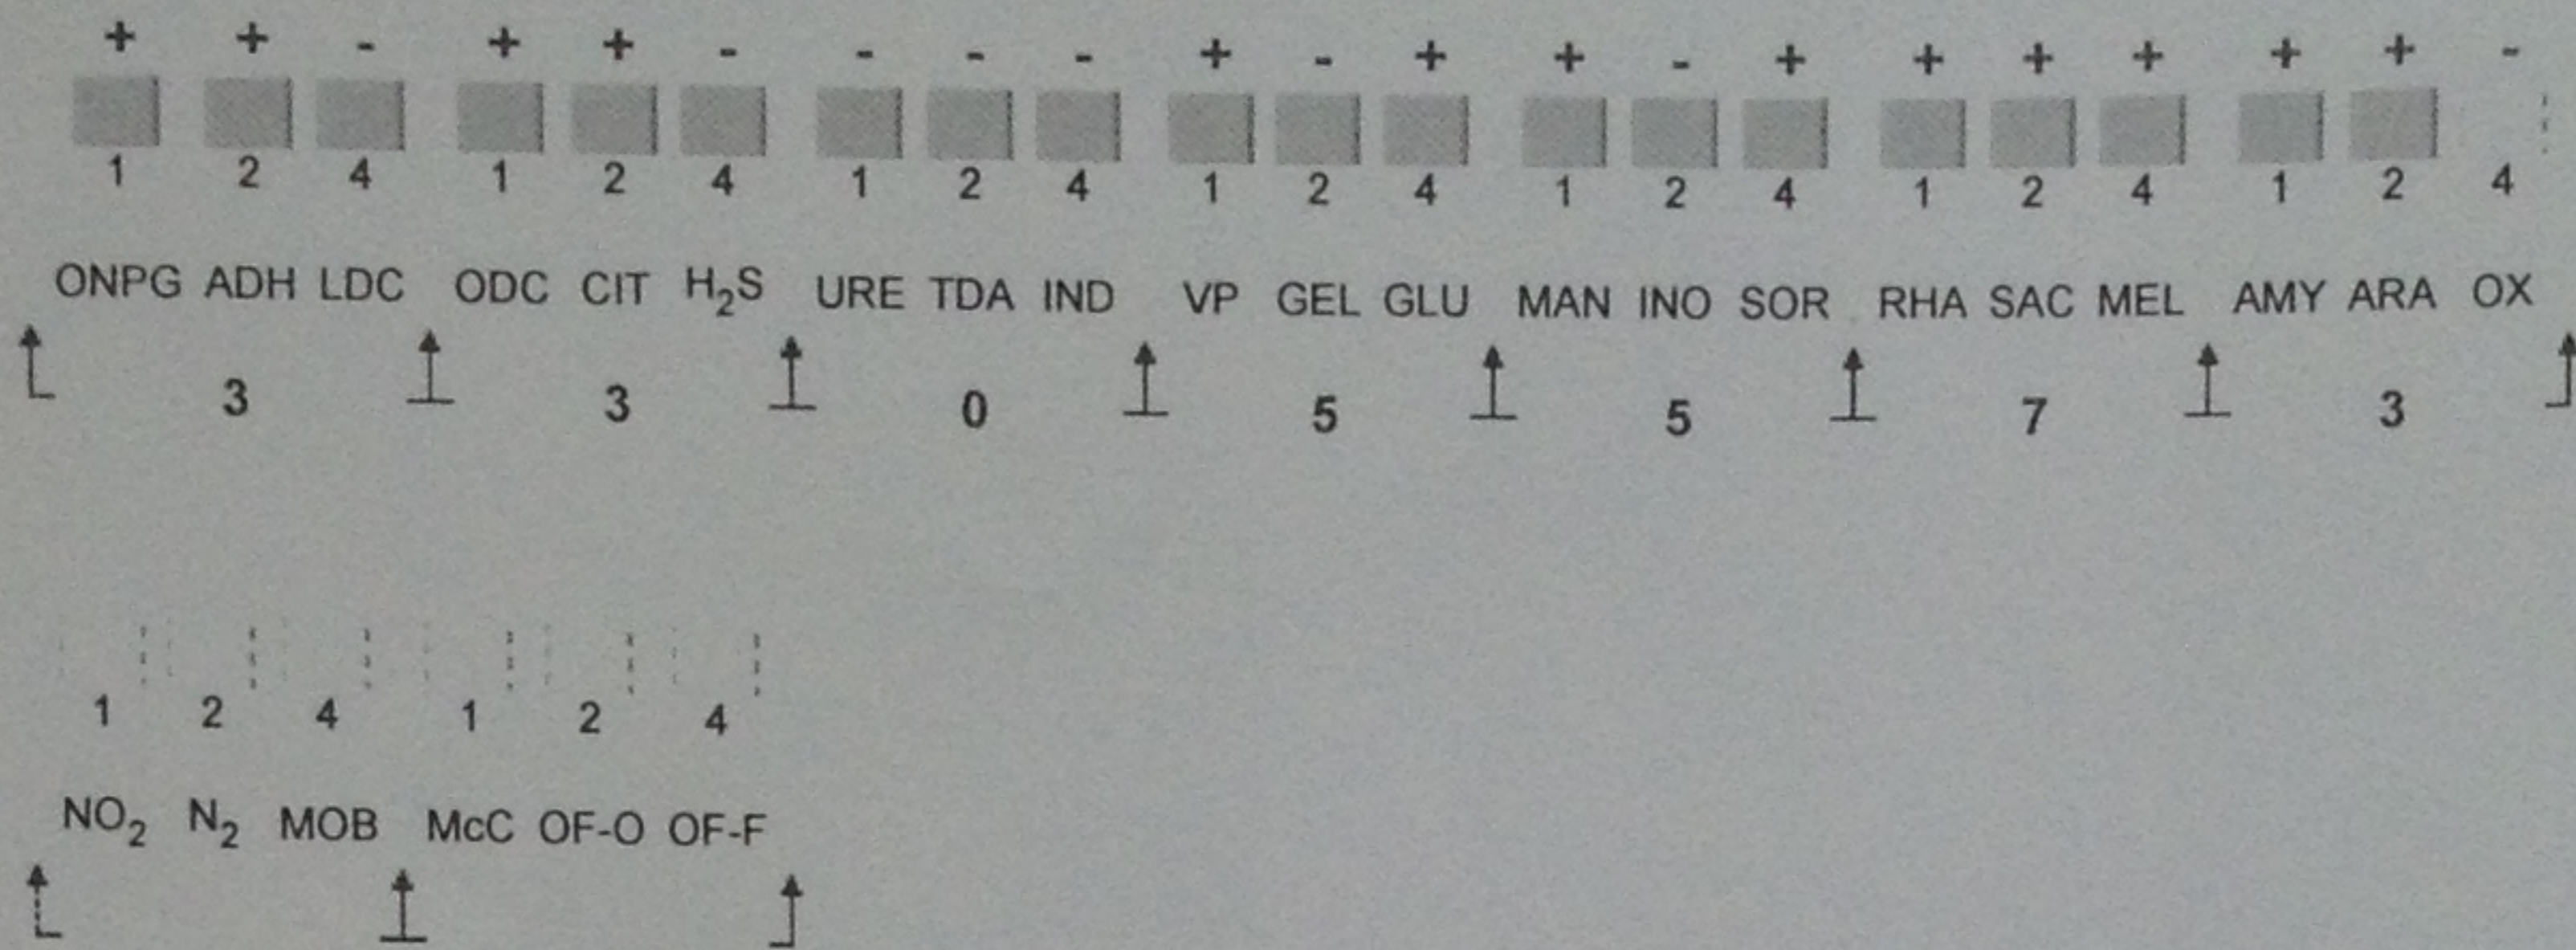 + + - + + - - - - + - + + - + + + + + + -
1 2 4 1 2 4 1 2 4 1 2 4 1 2 4 1 2 4 1 2 4
ONPG ADH LDC ODC CIT H₂S URE TDA IND VP GEL GLU MAN INO SOR RHA SAC MEL AMY ARA OX
3 3 0 5 5 7 3
1 2 4 1 2 4
NO₂ N₂ MOB McC OF-O OF-F